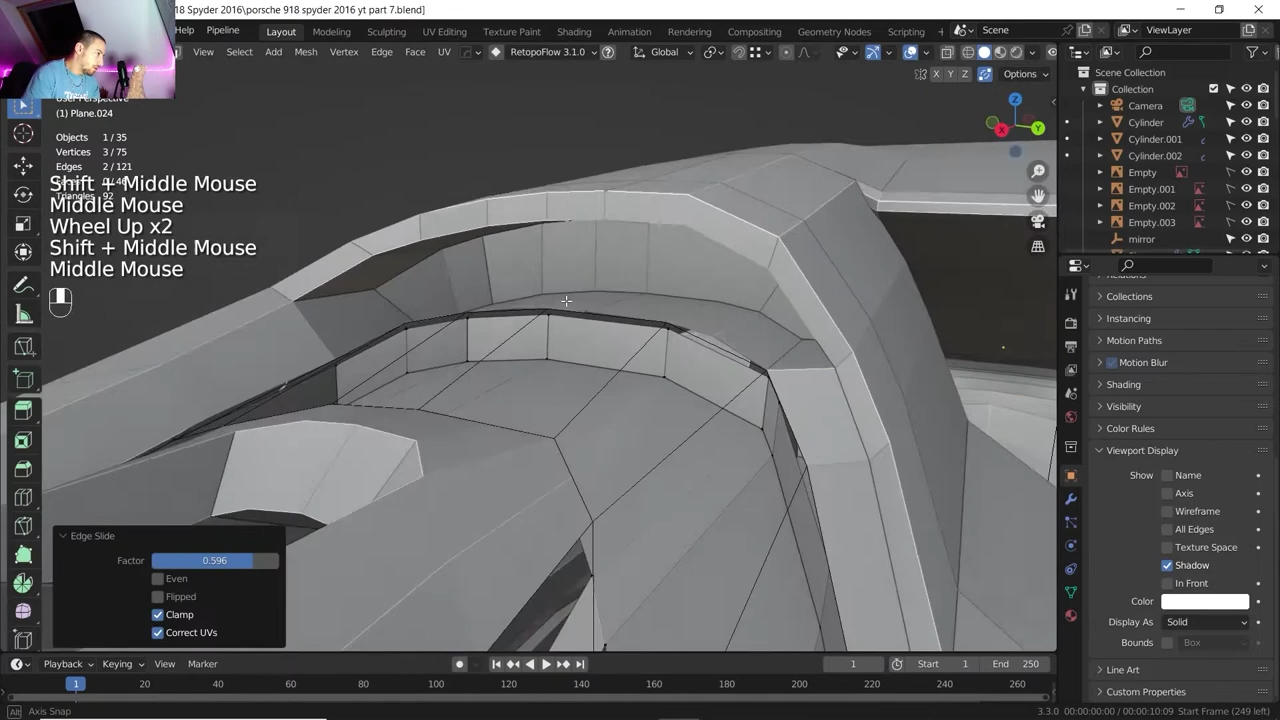 18 Spyder 2016\porsche 918 spyder 2016 yt part 7.blend]
Render Window Help
Layout Modeling Sculpting UV Editing Texture Paint Shading Animation Rendering Compositing Geometry Nodes Scripting Scene ViewLayer
View Select Add Mesh Vertex Edge Face UV RetopoFlow 3.1.0 Global
X Y Z Options
User Perspective
(1) Plane.024
Objects 1/35
Vertices 3/75
Edges 2/121
Triangles 92
Shift + Middle Mouse
Middle Mouse
Wheel Up x2
Shift + Middle Mouse
Middle Mouse
Z
X
Y
Edge Slide
Factor 0.596
Even
Flipped
Clamp
Correct UVs
Scene Collection
Collection
Camera
Cylinder
Cylinder.001
Cylinder.002
Empty
Empty.001
Empty.002
Empty.003
mirror
Relations
Collections
Instancing
Motion Paths
Motion Blur
Shading
Visibility
Color Rules
Viewport Display
Show Name
Axis
Wireframe
All Edges
Texture Space
Shadow
In Front
Color
Display As Solid
Bounds Box
Line Art
Custom Properties
Playback Keying View Marker 1 Start 1 End 250
1 20 40 60 80 100 120 140 160 180 200 220 240 260
Alt Axis Snap 3.3.0 00:00:00:00 / 00:00:10:09 Start Frame (249 left)